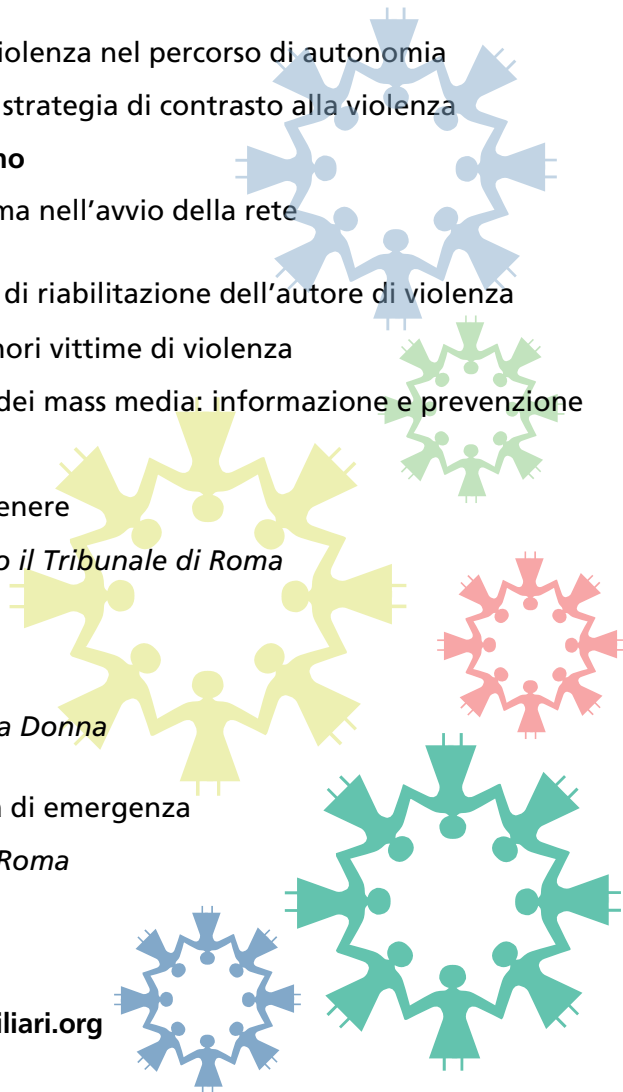 iolenza nel percorso di autonomia
strategia di contrasto alla violenza
no
ma nell'avvio della rete
di riabilitazione dell'autore di violenza
nori vittime di violenza
dei mass media: informazione e prevenzione
enere
o il Tribunale di Roma
a Donna
a di emergenza
Roma
iliari.org